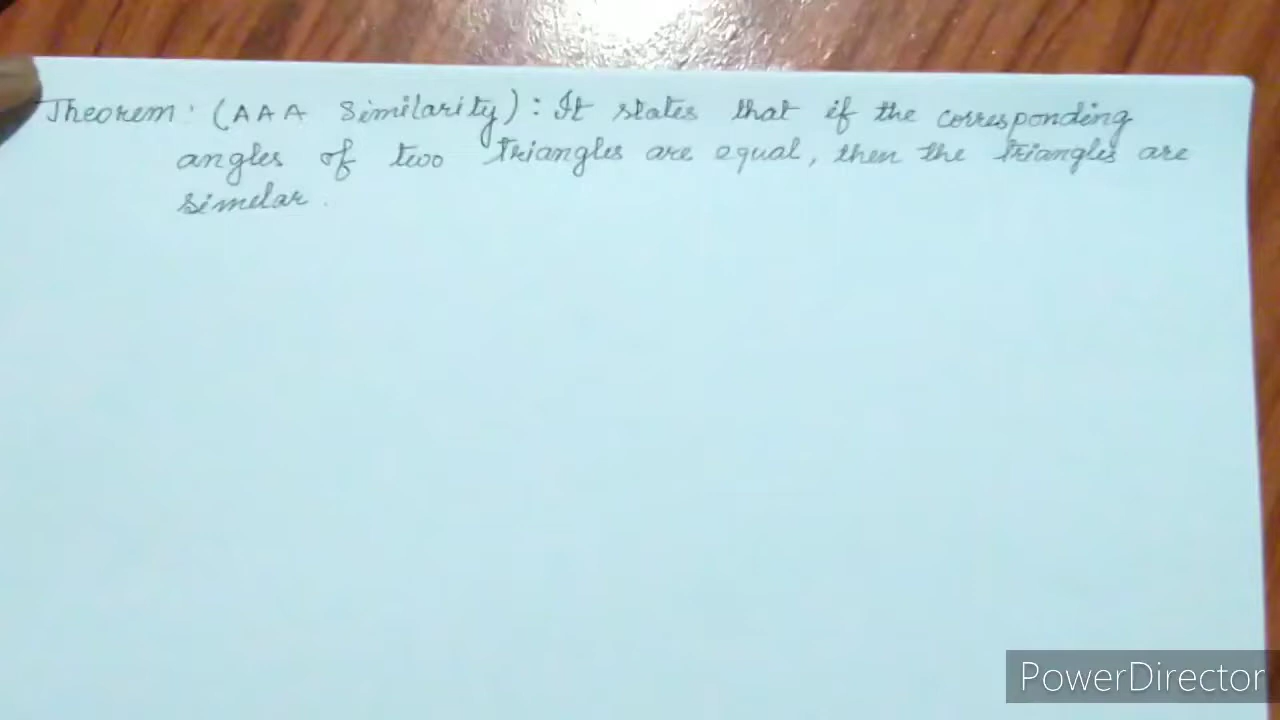 Theorem: (AAA Similarity): It states that if the corresponding
angles of two triangles are equal, then the triangles are
similar.
PowerDirector